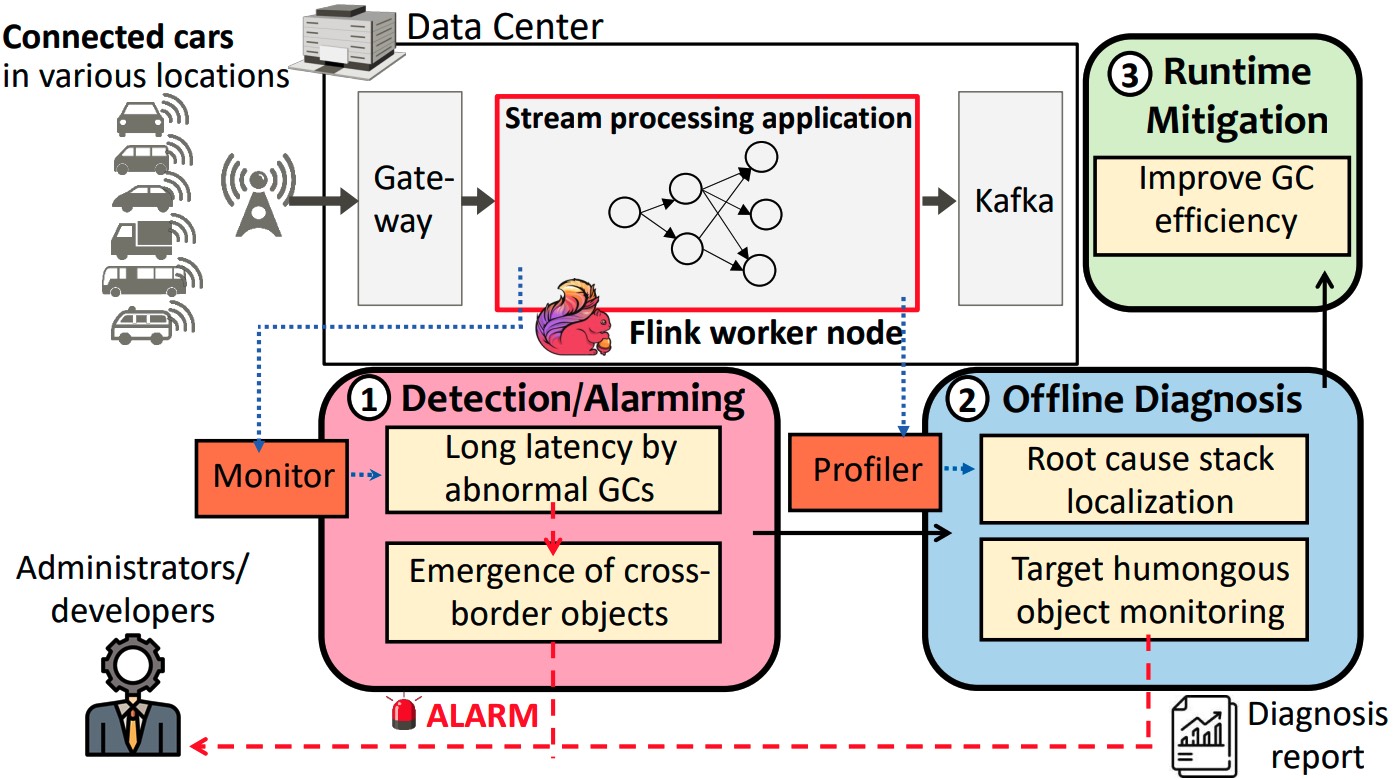 Connected cars
in various locations
Data Center
Gate-
way
Stream processing application
Kafka
Flink worker node
3 Runtime
Mitigation
Improve GC
efficiency
1 Detection/Alarming
Monitor
Long latency by
abnormal GCs
Emergence of cross-
border objects
2 Offline Diagnosis
Profiler
Root cause stack
localization
Target humongous
object monitoring
Administrators/
developers
ALARM
Diagnosis
report